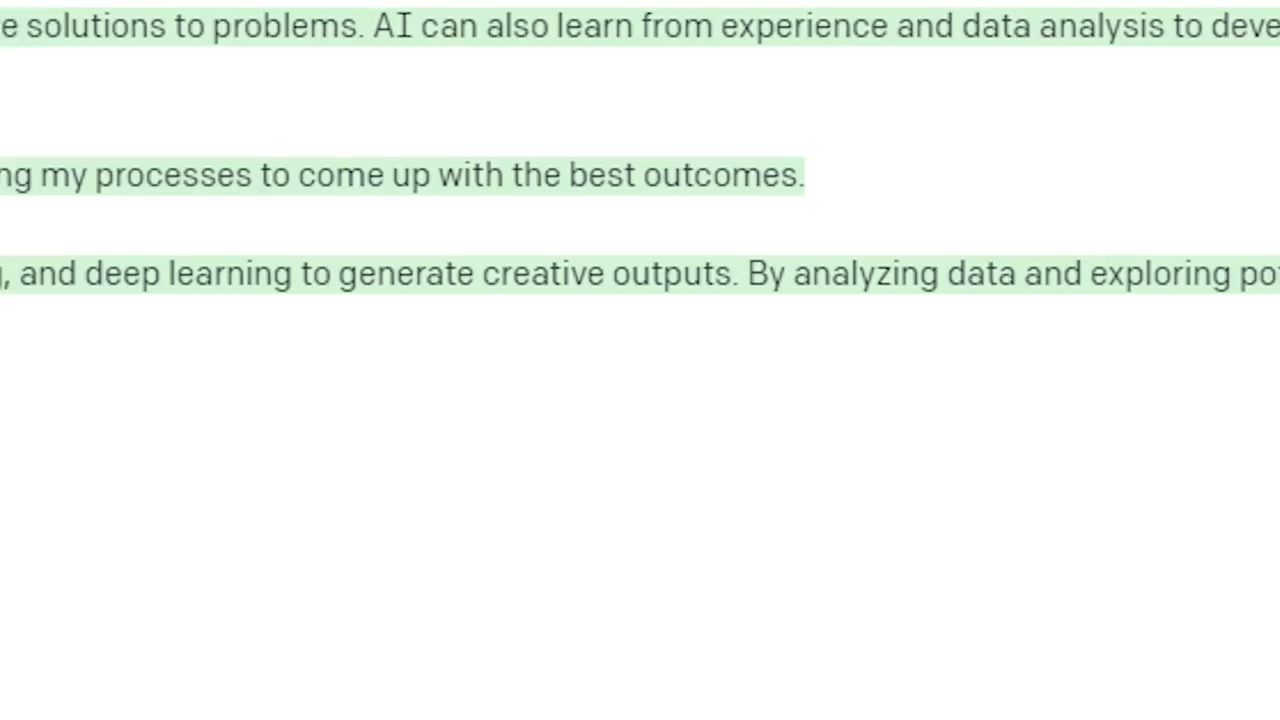 e solutions to problems. AI can also learn from experience and data analysis to deve
ng my processes to come up with the best outcomes.
, and deep learning to generate creative outputs. By analyzing data and exploring po